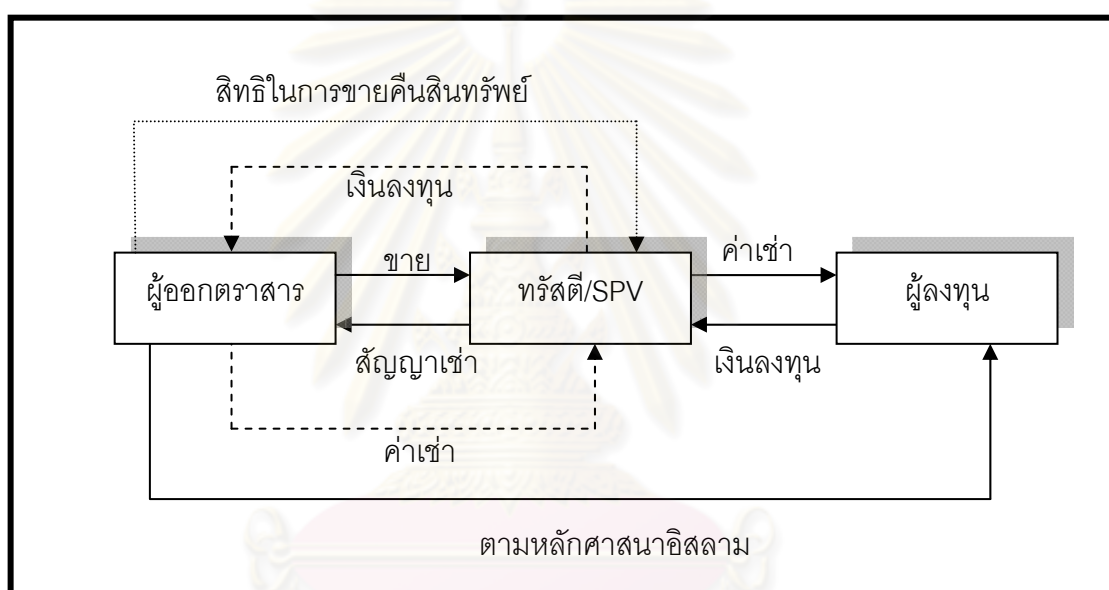 สิทธิในการขายคืนสินทรัพย์
เงินลงทุน
ขาย
ค่าเช่า
ผู้ออกตราสาร
ทรัสตี/SPV
ผู้ลงทุน
สัญญาเช่า
เงินลงทุน
ค่าเช่า
ตามหลักศาสนาอิสลาม